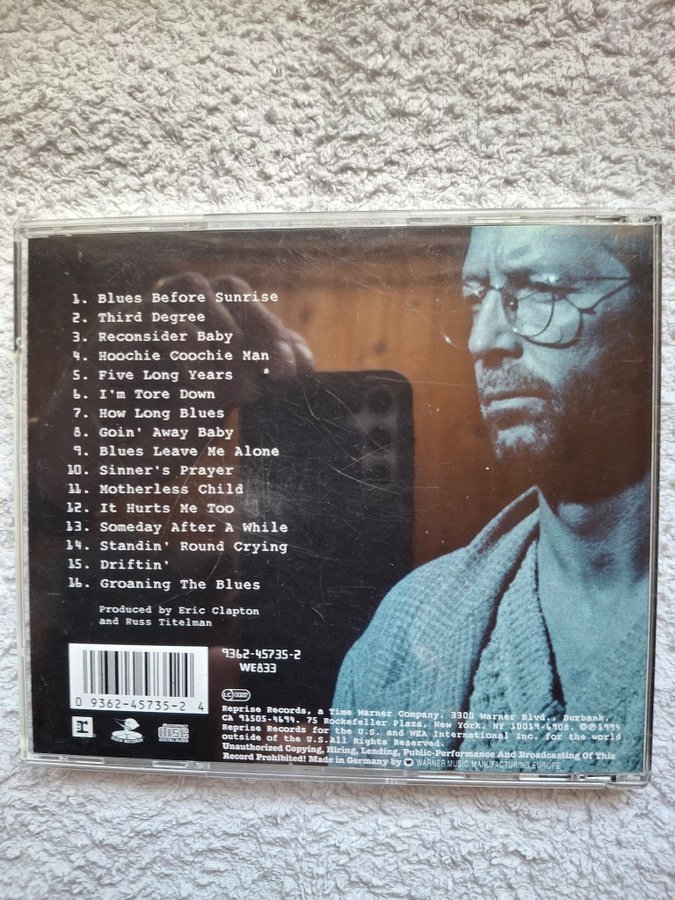 1. Blues Before Sunrise
2. Third Degree
3. Reconsider Baby
4. Hoochie Coochie Man
5. Five Long Years
6. I'm Tore Down
7. How Long Blues
8. Goin' Away Baby
9. Blues Leave Me Alone
10. Sinner's Prayer
11. Motherless Child
12. It Hurts Me Too
13. Someday After A While
14. Standin' Round Crying
15. Driftin'
16. Groaning The Blues
Produced by Eric Clapton
and Russ Titelman
9362-45735-2
WE833
0 9362-45735-2 4
LC
Reprise Records, a Time Warner Company. 3300 Warner Blvd., Burbank,
CA 91505-4694. 75 Rockefeller Plaza, New York, NY 10019-6908. ©℗1994
Reprise Records for the U.S. and WEA International Inc. for the world
outside of the U.S.All Rights Reserved.
Unauthorized Copying, Hiring, Lending, Public-Performance And Broadcasting Of This
Record Prohibited! Made in Germany by WARNER MUSIC MANUFACTURING EUROPE